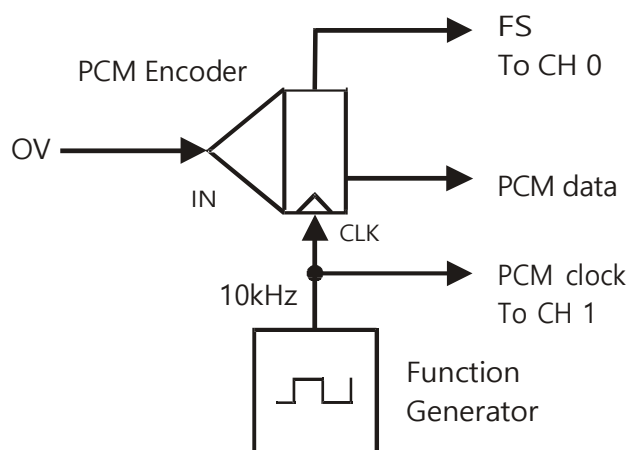 FS
To CH 0
PCM Encoder
OV
IN
PCM data
CLK
PCM clock
To CH 1
10kHz
Function
Generator